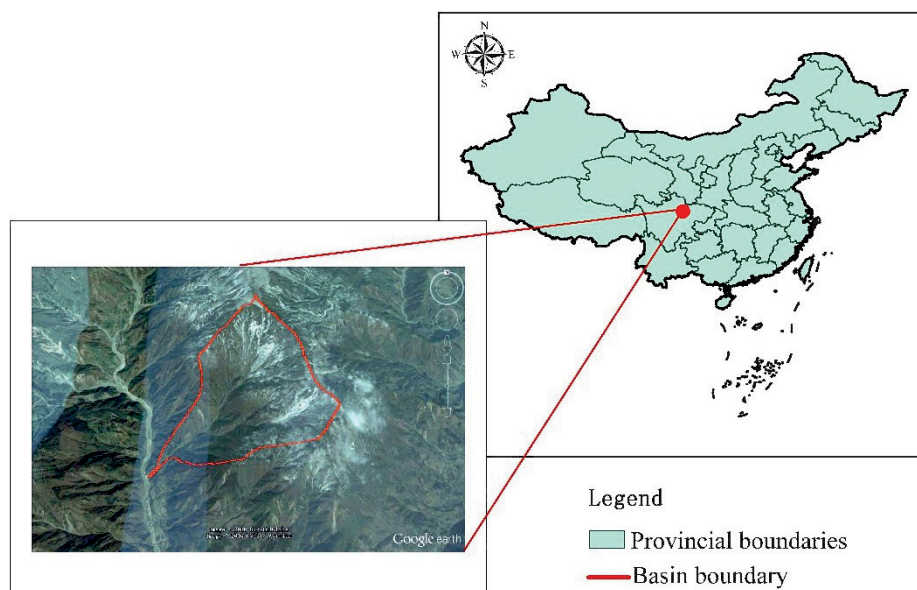 N
W
E
S
Google earth
Legend
Provincial boundaries
Basin boundary